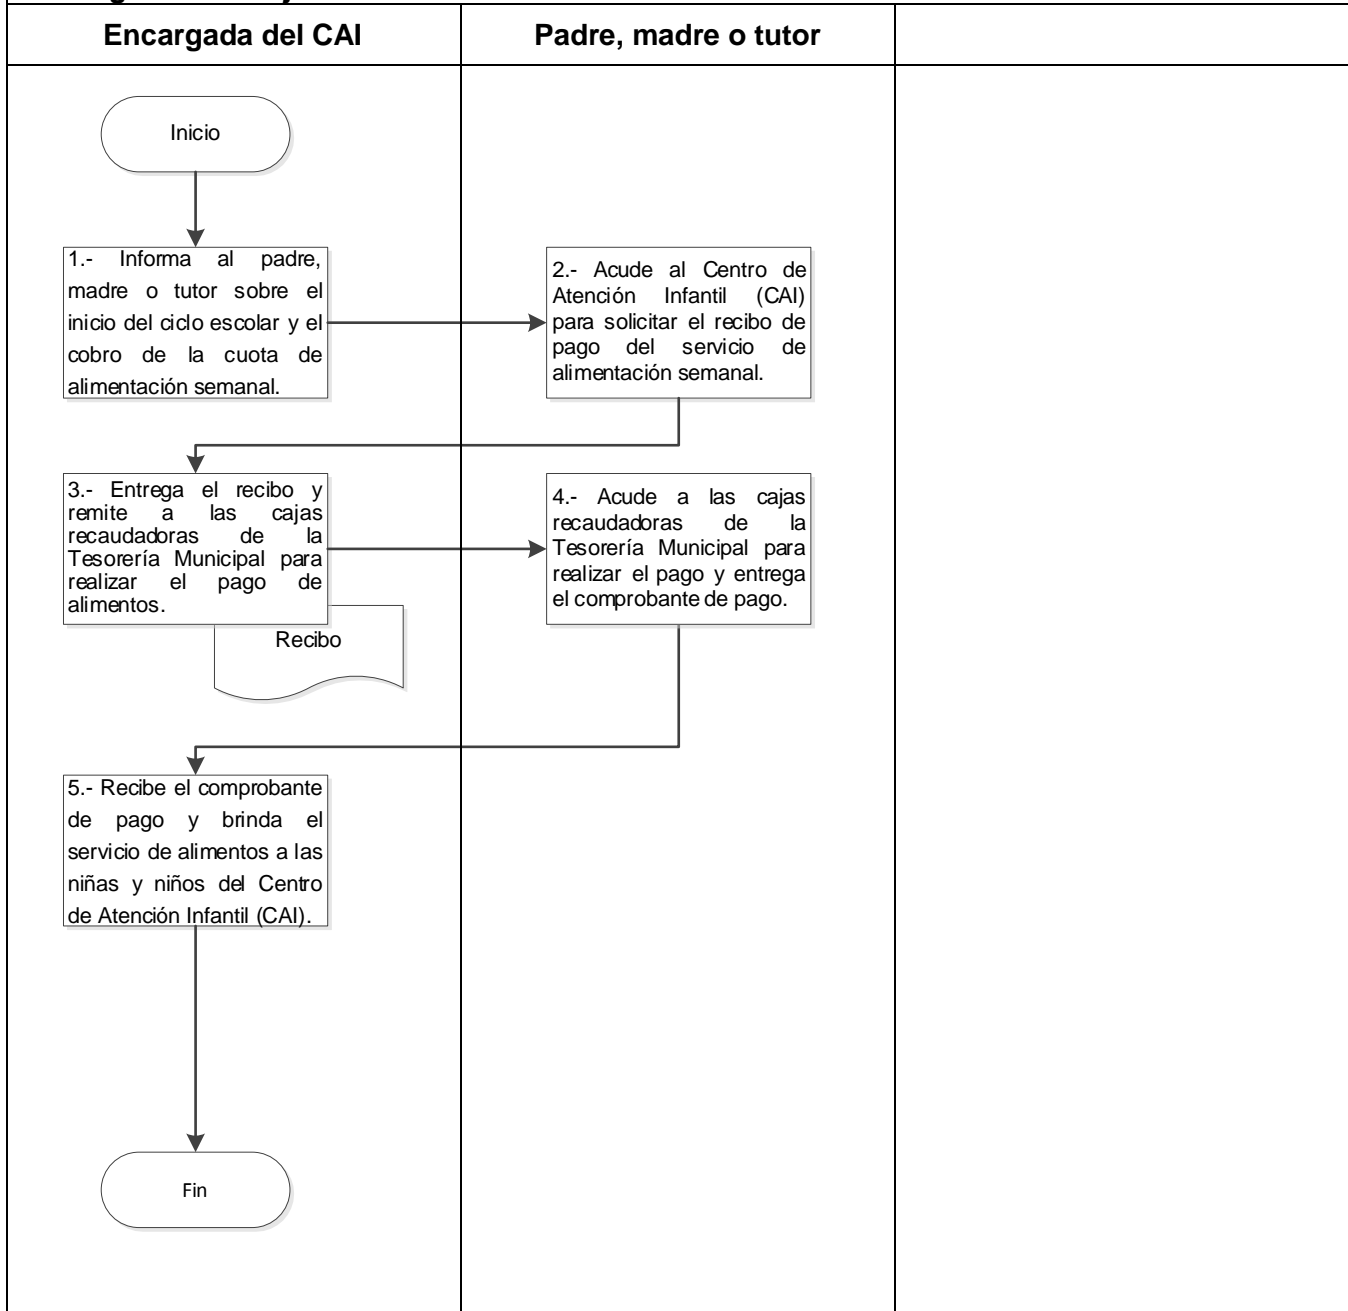 Encargada del CAI
Padre, madre o tutor
Inicio
1.- Informa al padre,
madre o tutor sobre el
inicio del ciclo escolar y el
cobro de la cuota de
alimentación semanal.
2.- Acude al Centro de
Atención Infantil (CAI)
para solicitar el recibo de
pago del servicio de
alimentación semanal.
3.- Entrega el recibo y
remite a las cajas
recaudadoras de la
Tesorería Municipal para
realizar el pago de
alimentos.
Recibo
4.- Acude a las cajas
recaudadoras de la
Tesorería Municipal para
realizar el pago y entrega
el comprobante de pago.
5.- Recibe el comprobante
de pago y brinda el
servicio de alimentos a las
niñas y niños del Centro
de Atención Infantil (CAI).
Fin